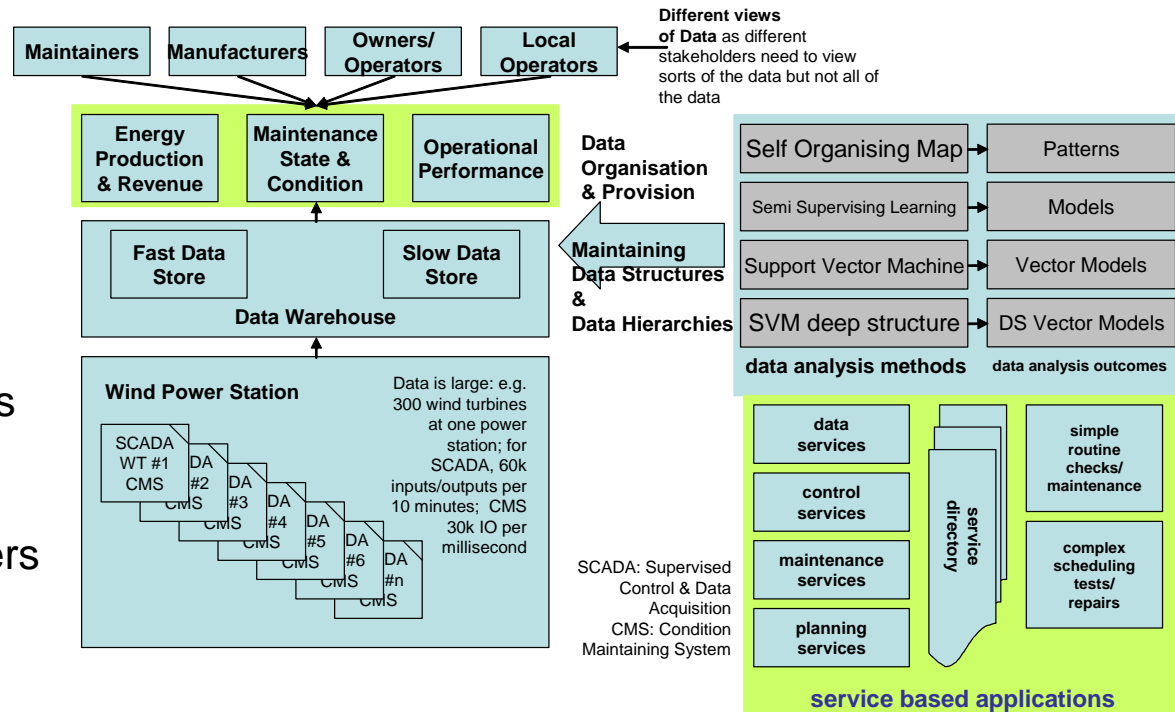 Maintainers
Manufacturers
Owners/
Operators
Local
Operators
Different views
of Data as different
stakeholders need to view
sorts of the data but not all of
the data
Energy
Production
& Revenue
Maintenance
State &
Condition
Operational
Performance
Data
Organisation
& Provision
Maintaining
Data Structures
&
Data Hierarchies
Fast Data
Store
Slow Data
Store
Data Warehouse
Wind Power Station
Data is large: e.g.
300 wind turbines
at one power
station; for
SCADA, 60k
inputs/outputs per
10 minutes; CMS
30k IO per
millisecond
SCADA
WT #1
CMS
DA
#2
CMS
DA
#3
CMS
DA
#4
CMS
DA
#5
CMS
DA
#6
CMS
DA
#n
CMS
s
ers
Self Organising Map
Patterns
Semi Supervising Learning
Models
Support Vector Machine
Vector Models
SVM deep structure
DS Vector Models
data analysis methods
data analysis outcomes
data
services
control
services
maintenance
services
planning
services
service
directory
simple
routine
checks/
maintenance
complex
scheduling
tests/
repairs
SCADA: Supervised
Control & Data
Acquisition
CMS: Condition
Maintaining System
service based applications